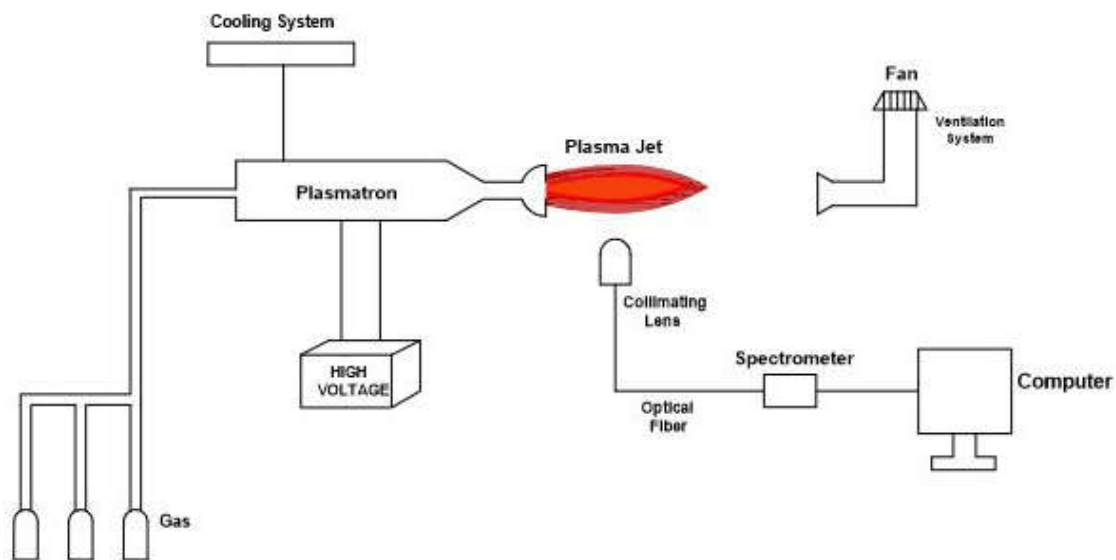 Cooling System
Fan
Ventilation
System
Plasma Jet
Plasmatron
Collimating
Lens
HIGH
VOLTAGE
Spectrometer
Computer
Optical
Fiber
Gas